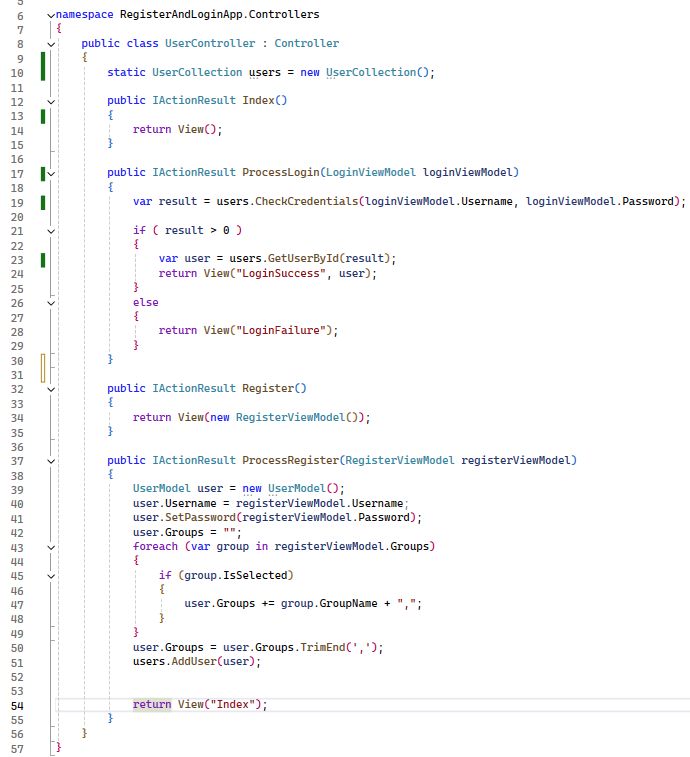 5
6 namespace RegisterAndLoginApp.Controllers
7 {
8 public class UserController : Controller
9 {
10 static UserCollection users = new UserCollection();
11
12 public IActionResult Index()
13 {
14 return View();
15 }
16
17 public IActionResult ProcessLogin(LoginViewModel loginViewModel)
18 {
19 var result = users.CheckCredentials(loginViewModel.Username, loginViewModel.Password);
20
21 if ( result > 0 )
22 {
23 var user = users.GetUserById(result);
24 return View("LoginSuccess", user);
25 }
26 else
27 {
28 return View("LoginFailure");
29 }
30 }
31
32 public IActionResult Register()
33 {
34 return View(new RegisterViewModel());
35 }
36
37 public IActionResult ProcessRegister(RegisterViewModel registerViewModel)
38 {
39 UserModel user = new UserModel();
40 user.Username = registerViewModel.Username;
41 user.SetPassword(registerViewModel.Password);
42 user.Groups = "";
43 foreach (var group in registerViewModel.Groups)
44 {
45 if (group.IsSelected)
46 {
47 user.Groups += group.GroupName + ",";
48 }
49 }
50 user.Groups = user.Groups.TrimEnd(',');
51 users.AddUser(user);
52
53
54 return View("Index");
55 }
56 }
57 }